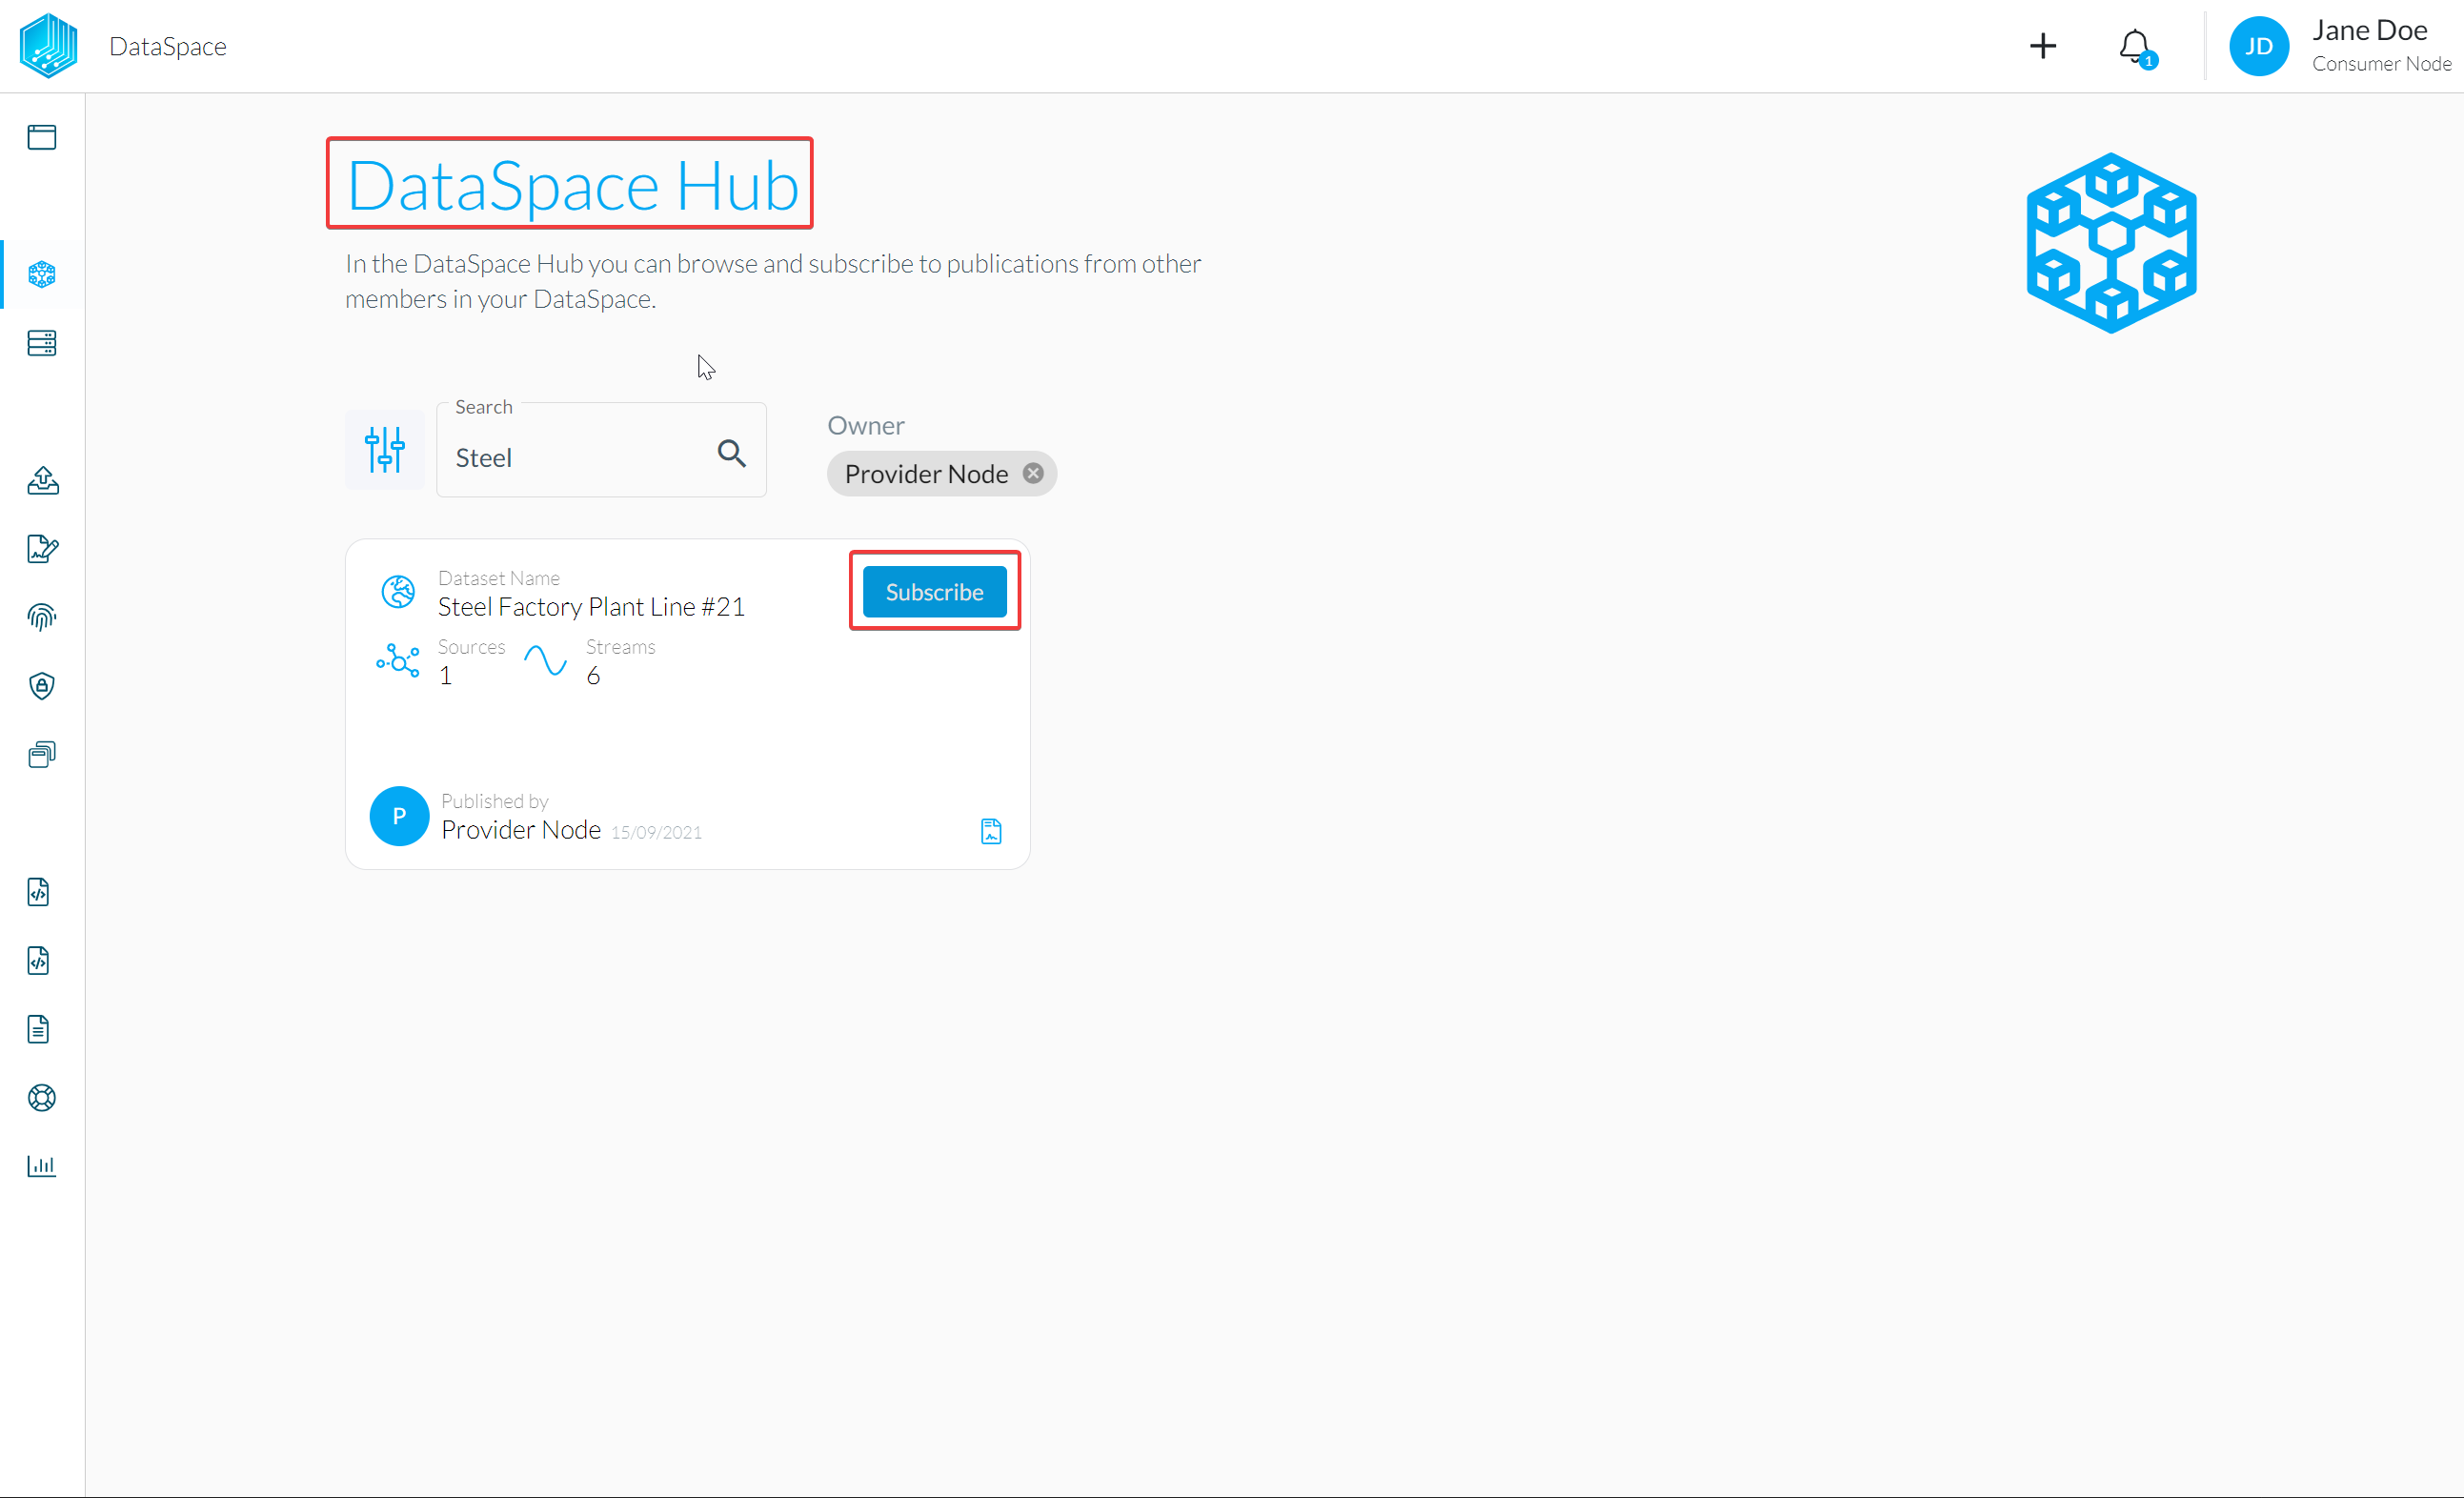 DataSpace
1
JD
Jane Doe
Consumer Node
DataSpace Hub
In the DataSpace Hub you can browse and subscribe to publications from other
members in your DataSpace.
Search
Steel
Owner
Provider Node
Dataset Name
Steel Factory Plant Line #21
Subscribe
Sources
1
Streams
6
P
Published by
Provider Node 15/09/2021